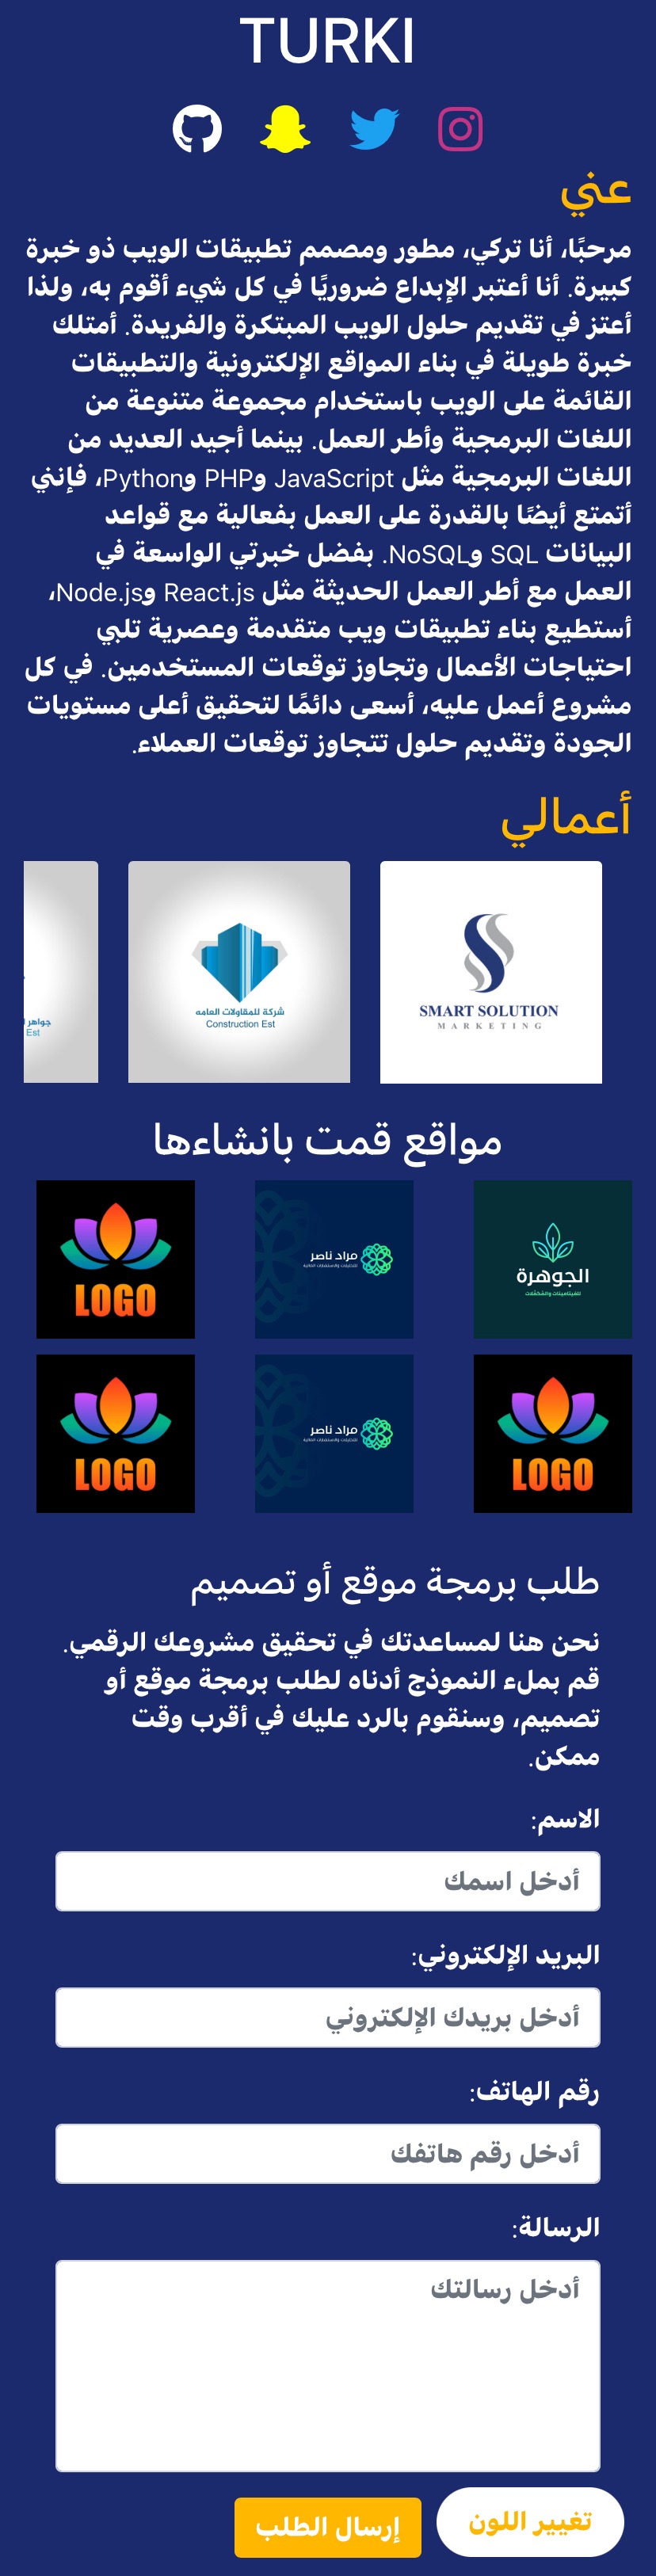 TURKI
عني
مرحبًا، أنا تركي، مطور ومصمم تطبيقات الويب ذو خبرة
كبيرة. أنا أعتبر الإبداع ضروريًا في كل شيء أقوم به، ولذا
أعتز في تقديم حلول الويب المبتكرة والفريدة. أمتلك
خبرة طويلة في بناء المواقع الإلكترونية والتطبيقات
القائمة على الويب باستخدام مجموعة متنوعة من
اللغات البرمجية وأطر العمل. بينما أجيد العديد من
اللغات البرمجية مثل JavaScript وPHP وPython، فإنني
أتمتع أيضًا بالقدرة على العمل بفعالية مع قواعد
البيانات SQL وNoSQL. بفضل خبرتي الواسعة في
العمل مع أطر العمل الحديثة مثل React.js وNode.js،
أستطيع بناء تطبيقات ويب متقدمة وعصرية تلبي
احتياجات الأعمال وتجاوز توقعات المستخدمين. في كل
مشروع أعمل عليه، أسعى دائمًا لتحقيق أعلى مستويات
الجودة وتقديم حلول تتجاوز توقعات العملاء.
أعمالي
SMART SOLUTION
MARKETING
شركة للمقاولات العامه
Construction Est
جواهر
Est
مواقع قمت بانشاءها
الجوهرة
للفيتامينات والمكملات
مراد ناصر
LOGO
LOGO
مراد ناصر
LOGO
طلب برمجة موقع أو تصميم
نحن هنا لمساعدتك في تحقيق مشروعك الرقمي.
قم بملء النموذج أدناه لطلب برمجة موقع أو
تصميم، وسنقوم بالرد عليك في أقرب وقت
ممكن.
الاسم:
أدخل اسمك
البريد الإلكتروني:
أدخل بريدك الإلكتروني
رقم الهاتف:
أدخل رقم هاتفك
الرسالة:
أدخل رسالتك
تغيير اللون
إرسال الطلب